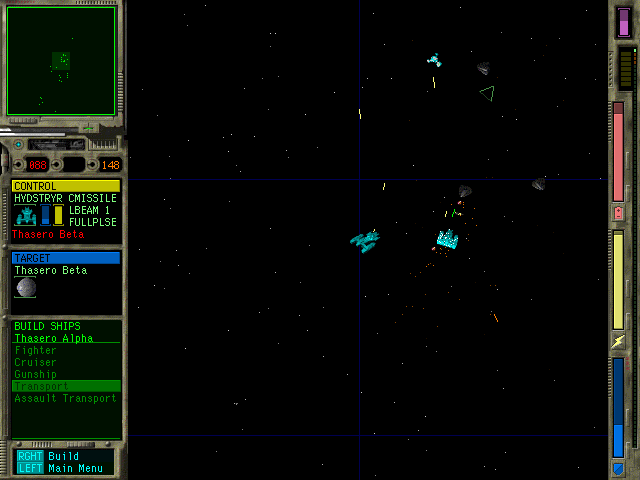 088 148
CONTROL
HVDSTRYR CMISSILE
LBEAM 1
FULLPLSE
Thasero Beta
TARGET
Thasero Beta
BUILD SHIPS
Thasero Alpha
Fighter
Cruiser
Gunship
Transport
Assault Transport
RGHT Build
LEFT Main Menu